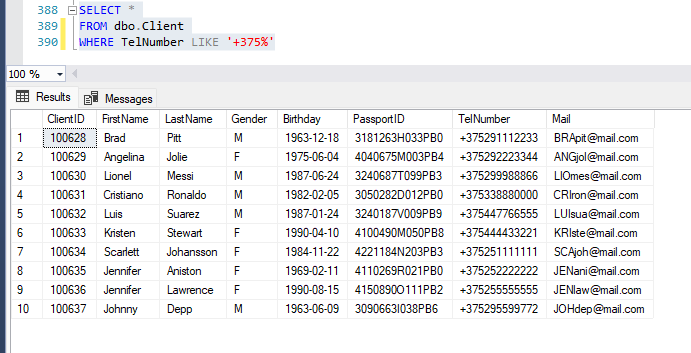 388 SELECT *
389 FROM dbo.Client
390 WHERE TelNumber LIKE '+375%'
100 %
Results Messages
ClientID FirstName LastName Gender Birthday PassportID TelNumber Mail
1 100628 Brad Pitt M 1963-12-18 3181263H033PB0 +375291112233 BRApit@mail.com
2 100629 Angelina Jolie F 1975-06-04 4040675M003PB4 +375292223344 ANGjol@mail.com
3 100630 Lionel Messi M 1987-06-24 3240687T099PB3 +375299988866 LIOmes@mail.com
4 100631 Cristiano Ronaldo M 1982-02-05 3050282D012PB0 +375338880000 CRIron@mail.com
5 100632 Luis Suarez M 1987-01-24 3240187V009PB9 +375447766555 LUIsua@mail.com
6 100633 Kristen Stewart F 1990-04-10 4100490M050PB8 +375444433221 KRIste@mail.com
7 100634 Scarlett Johansson F 1984-11-22 4221184N203PB3 +375251111111 SCAjoh@mail.com
8 100635 Jennifer Aniston F 1969-02-11 4110269R021PB0 +375252222222 JENani@mail.com
9 100636 Jennifer Lawrence F 1990-08-15 4150890O111PB2 +375255555555 JENlaw@mail.com
10 100637 Johnny Depp M 1963-06-09 3090663I038PB6 +375295599772 JOHdep@mail.com